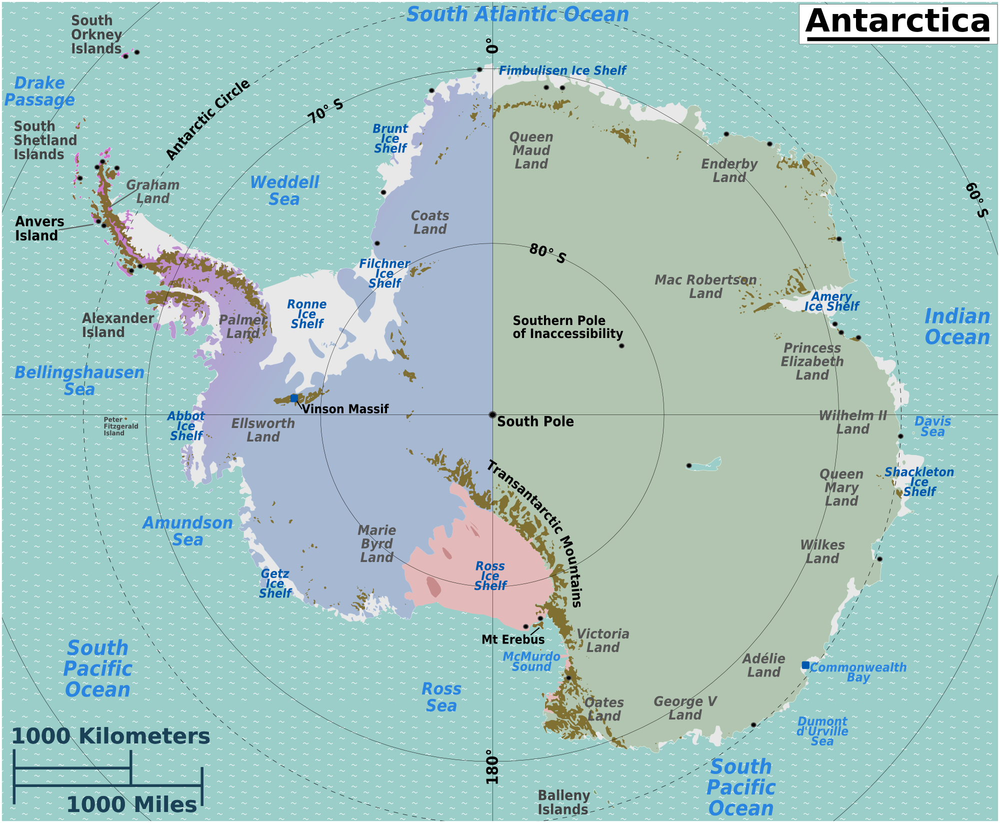 South Atlantic Ocean
Antarctica
South
Orkney
Islands
0°
Fimbulisen Ice Shelf
Drake
Passage
Antarctic Circle
70° S
South
Shetland
Islands
Brunt
Ice
Shelf
Queen
Maud
Land
Enderby
Land
Weddell
Sea
Graham
Land
60° S
Anvers
Island
Coats
Land
80° S
Filchner
Ice
Shelf
Mac Robertson
Land
Amery
Ice Shelf
Ronne
Ice
Shelf
Alexander
Island
Palmer
Land
Southern Pole
of Inaccessibility
Indian
Ocean
Princess
Elizabeth
Land
Bellingshausen
Sea
Vinson Massif
Peter
Fitzgerald
Island
Abbot
Ice
Shelf
Ellsworth
Land
South Pole
Wilhelm II
Land
Davis
Sea
Transantarctic Mountains
Queen
Mary
Land
Shackleton
Ice
Shelf
Amundson
Sea
Marie
Byrd
Land
Wilkes
Land
Getz
Ice
Shelf
Ross
Ice
Shelf
Mt Erebus
Victoria
Land
McMurdo
Sound
South
Pacific
Ocean
Adélie
Land
Commonwealth
Bay
Ross
Sea
Oates
Land
George V
Land
Dumont
d'Urville
Sea
1000 Kilometers
1000 Miles
180°
South
Pacific
Ocean
Balleny
Islands